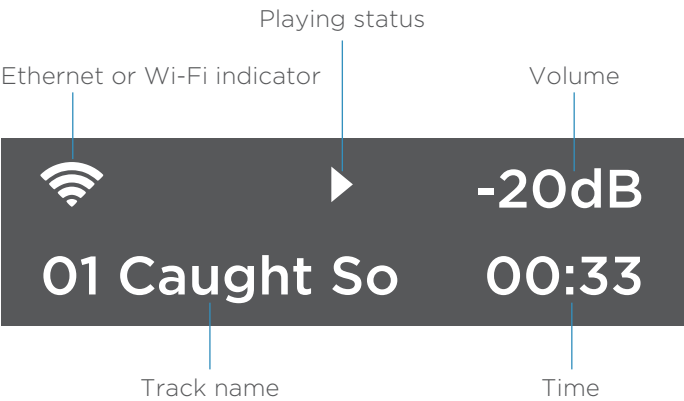 Playing status
Ethernet or Wi-Fi indicator Volume
-20dB
01 Caught So 00:33
Track name Time